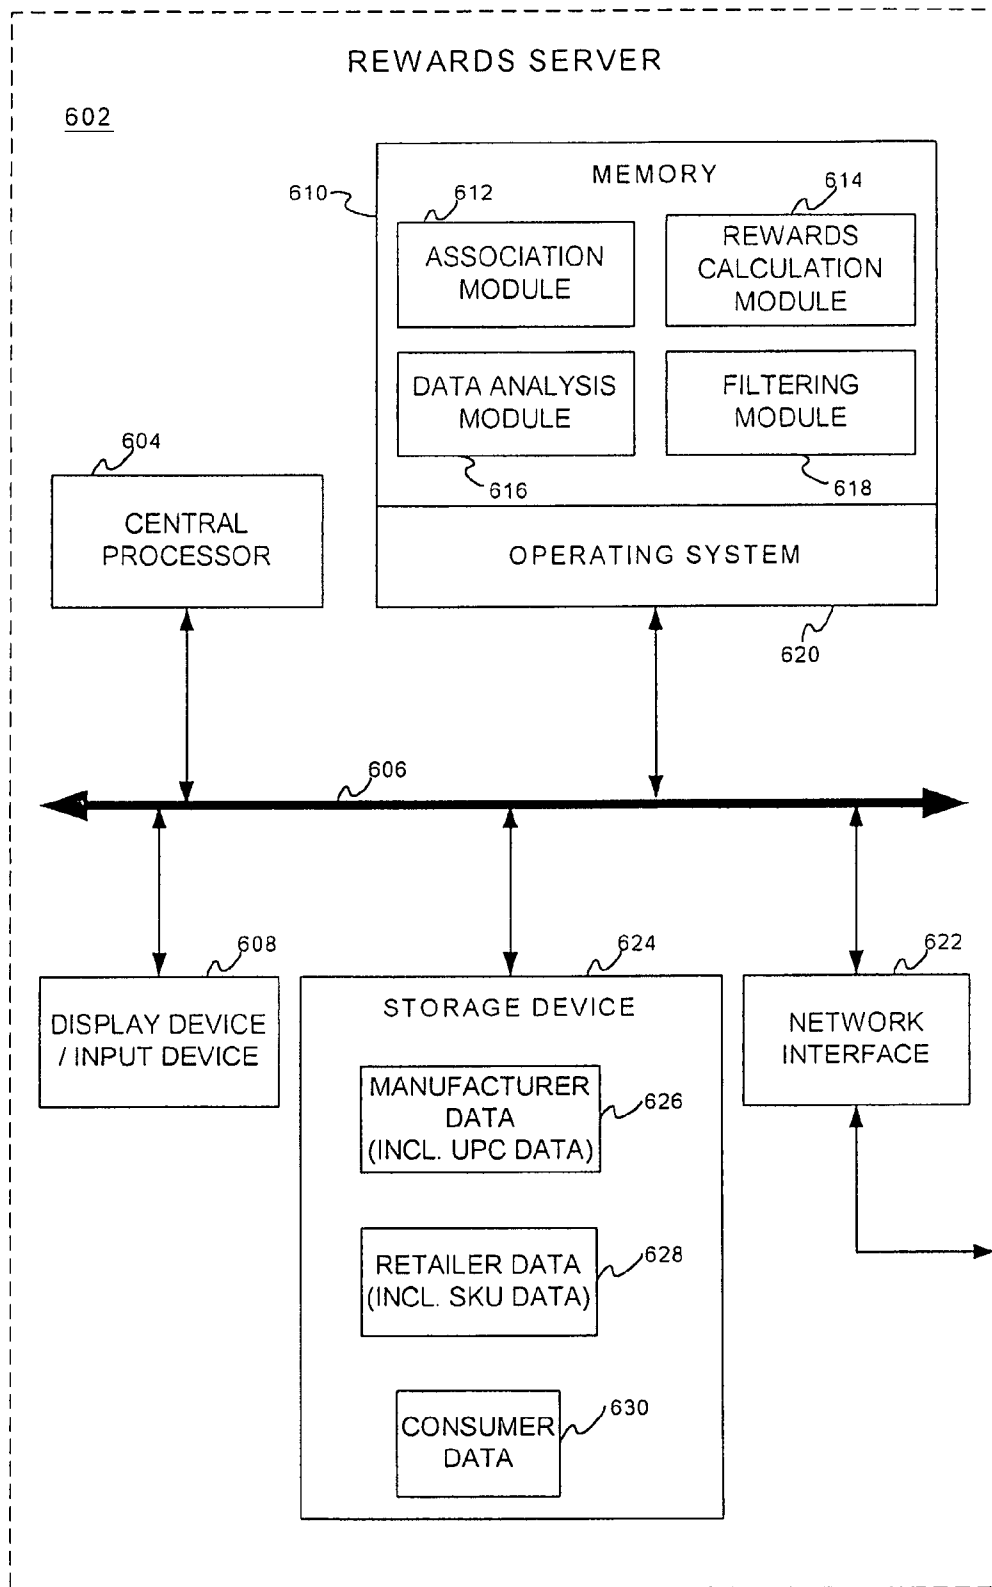 REWARDS SERVER
602
MEMORY
610
612
614
ASSOCIATION
MODULE
REWARDS
CALCULATION
MODULE
DATA ANALYSIS
MODULE
FILTERING
MODULE
616
618
604
CENTRAL
PROCESSOR
OPERATING SYSTEM
620
606
608
624
622
DISPLAY DEVICE
/ INPUT DEVICE
STORAGE DEVICE
NETWORK
INTERFACE
MANUFACTURER
DATA
(INCL. UPC DATA)
626
RETAILER DATA
(INCL. SKU DATA)
628
CONSUMER
DATA
630